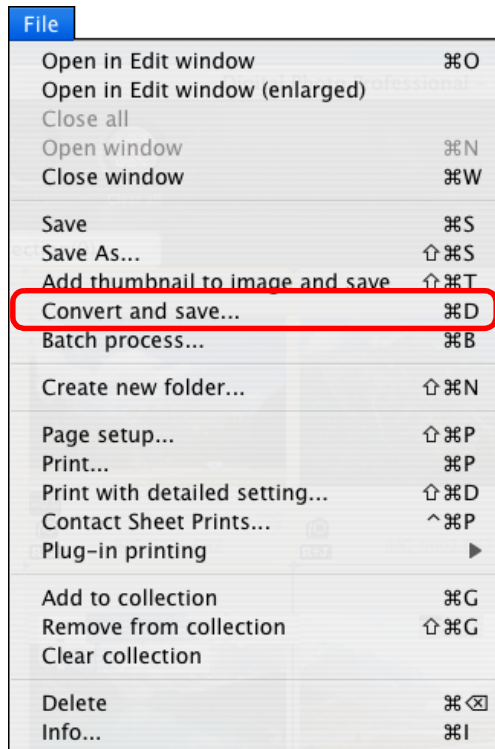 File
Open in Edit window ⌘O
Open in Edit window (enlarged)
Close all
Open window ⌘N
Close window ⌘W
Save ⌘S
Save As... ⇧⌘S
Add thumbnail to image and save ⇧⌘T
Convert and save... ⌘D
Batch process... ⌘B
Create new folder... ⇧⌘N
Page setup... ⇧⌘P
Print... ⌘P
Print with detailed setting... ⇧⌘D
Contact Sheet Prints... ^⌘P
Plug-in printing ▶
Add to collection ⌘G
Remove from collection ⇧⌘G
Clear collection
Delete ⌘⌫
Info... ⌘I